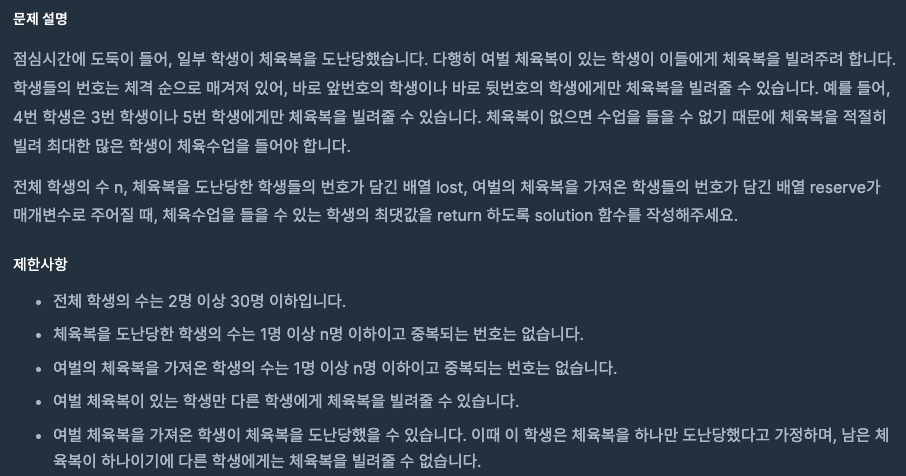 문제 설명
점심시간에 도둑이 들어, 일부 학생이 체육복을 도난당했습니다. 다행히 여벌 체육복이 있는 학생이 이들에게 체육복을 빌려주려 합니다.
학생들의 번호는 체격 순으로 매겨져 있어, 바로 앞번호의 학생이나 바로 뒷번호의 학생에게만 체육복을 빌려줄 수 있습니다. 예를 들어,
4번 학생은 3번 학생이나 5번 학생에게만 체육복을 빌려줄 수 있습니다. 체육복이 없으면 수업을 들을 수 없기 때문에 체육복을 적절히
빌려 최대한 많은 학생이 체육수업을 들어야 합니다.
전체 학생의 수 n, 체육복을 도난당한 학생들의 번호가 담긴 배열 lost, 여벌의 체육복을 가져온 학생들의 번호가 담긴 배열 reserve가
매개변수로 주어질 때, 체육수업을 들을 수 있는 학생의 최댓값을 return 하도록 solution 함수를 작성해주세요.
제한사항
• 전체 학생의 수는 2명 이상 30명 이하입니다.
• 체육복을 도난당한 학생의 수는 1명 이상 n명 이하이고 중복되는 번호는 없습니다.
• 여벌의 체육복을 가져온 학생의 수는 1명 이상 n명 이하이고 중복되는 번호는 없습니다.
• 여벌 체육복이 있는 학생만 다른 학생에게 체육복을 빌려줄 수 있습니다.
• 여벌 체육복을 가져온 학생이 체육복을 도난당했을 수 있습니다. 이때 이 학생은 체육복을 하나만 도난당했다고 가정하며, 남은 체
육복이 하나이기에 다른 학생에게는 체육복을 빌려줄 수 없습니다.